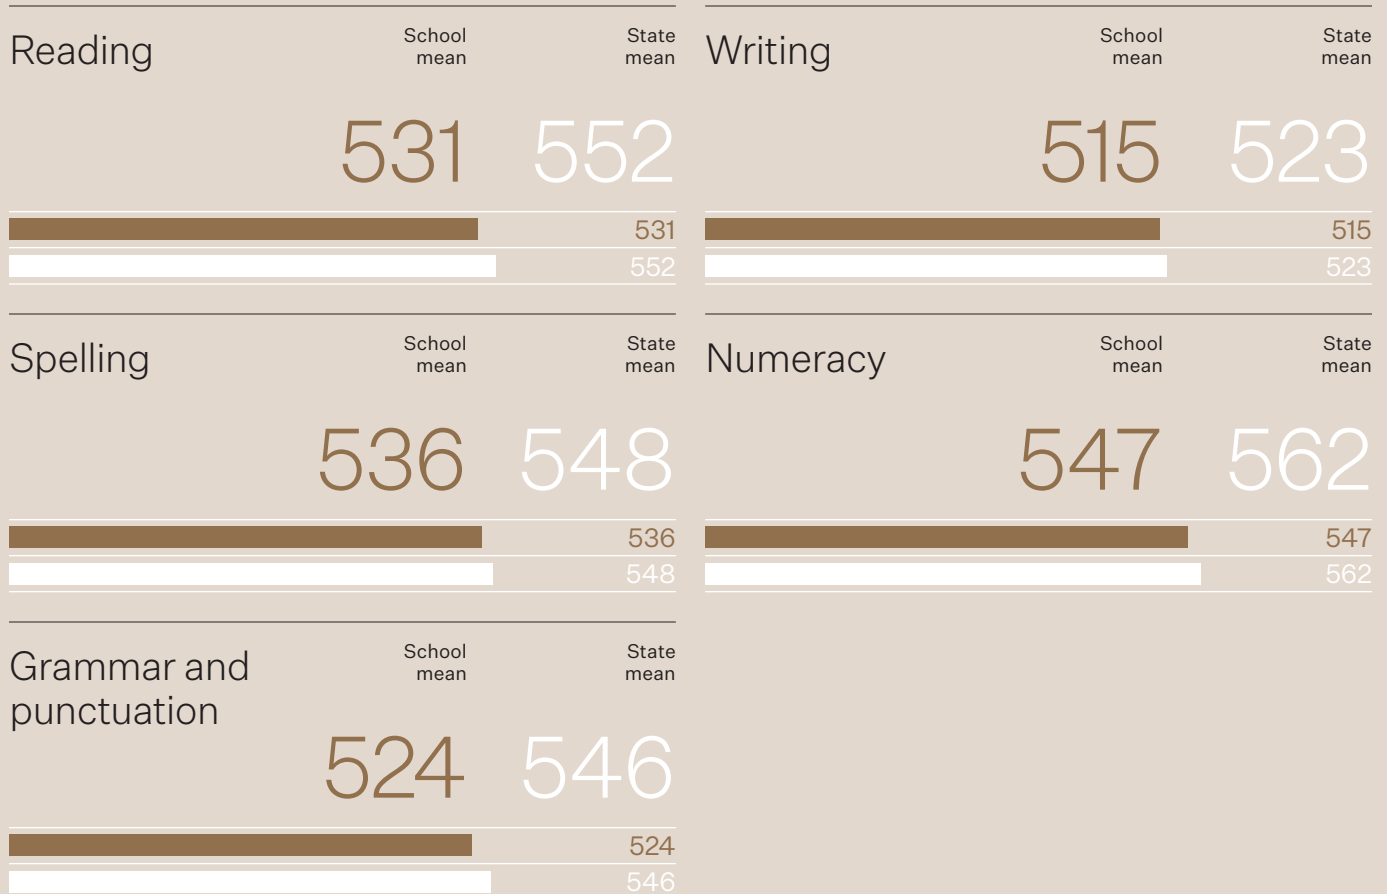 Reading
School
mean
State
mean
531
552
531
552
Writing
School
mean
State
mean
515
523
515
523
Spelling
School
mean
State
mean
536
548
536
548
Numeracy
School
mean
State
mean
547
562
547
562
Grammar and
punctuation
School
mean
State
mean
524
546
524
546